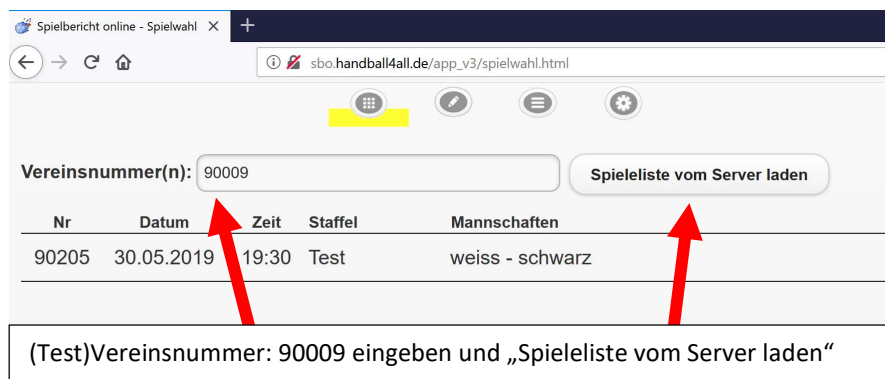 Spielbericht online - Spielwahl
sbo.handball4all.de/app_v3/spielwahl.html
Vereinsnummer(n): 90009 Spieleliste vom Server laden
Nr Datum Zeit Staffel Mannschaften
90205 30.05.2019 19:30 Test weiss - schwarz
(Test)Vereinsnummer: 90009 eingeben und „Spieleliste vom Server laden“